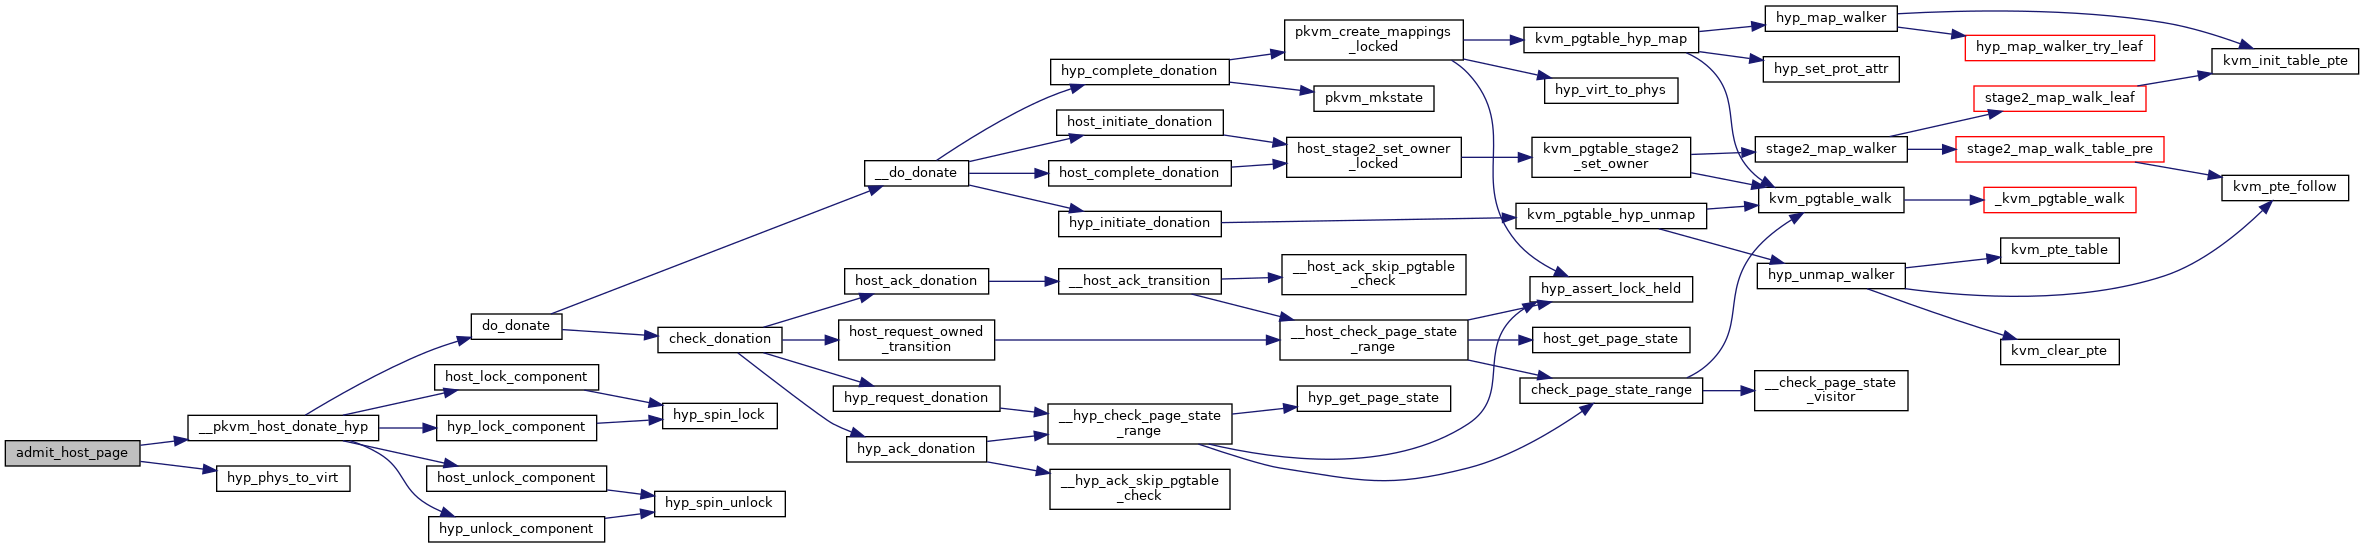 admit_host_page
__pkvm_host_donate_hyp
hyp_phys_to_virt
do_donate
host_lock_component
hyp_lock_component
host_unlock_component
hyp_unlock_component
check_donation
hyp_spin_lock
hyp_spin_unlock
__do_donate
host_ack_donation
host_request_owned
_transition
hyp_request_donation
hyp_ack_donation
hyp_complete_donation
host_initiate_donation
host_complete_donation
hyp_initiate_donation
__host_ack_transition
__hyp_check_page_state
_range
__hyp_ack_skip_pgtable
_check
pkvm_create_mappings
_locked
pkvm_mkstate
host_stage2_set_owner
_locked
__host_ack_skip_pgtable
_check
__host_check_page_state
_range
hyp_get_page_state
kvm_pgtable_hyp_map
hyp_virt_to_phys
kvm_pgtable_stage2
_set_owner
kvm_pgtable_hyp_unmap
hyp_assert_lock_held
host_get_page_state
check_page_state_range
hyp_map_walker
hyp_set_prot_attr
stage2_map_walker
kvm_pgtable_walk
hyp_unmap_walker
__check_page_state
_visitor
hyp_map_walker_try_leaf
stage2_map_walk_leaf
stage2_map_walk_table_pre
_kvm_pgtable_walk
kvm_pte_table
kvm_clear_pte
kvm_init_table_pte
kvm_pte_follow